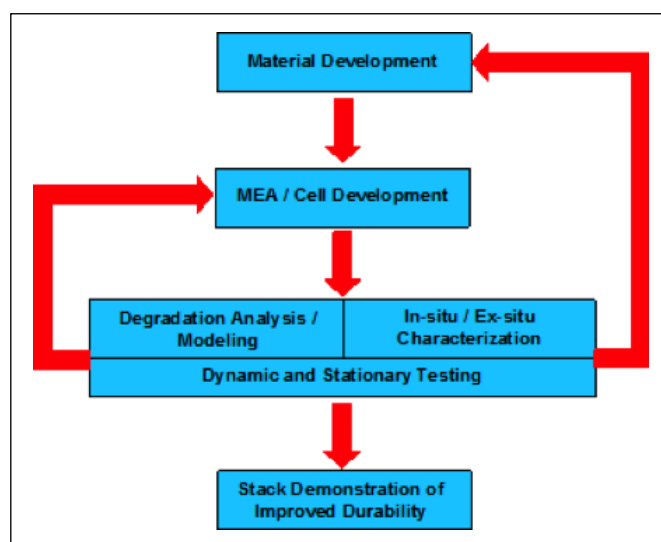 Material Development
MEA / Cell Development
Degradation Analysis /
Modeling
In-situ / Ex-situ
Characterization
Dynamic and Stationary Testing
Stack Demonstration of
Improved Durability